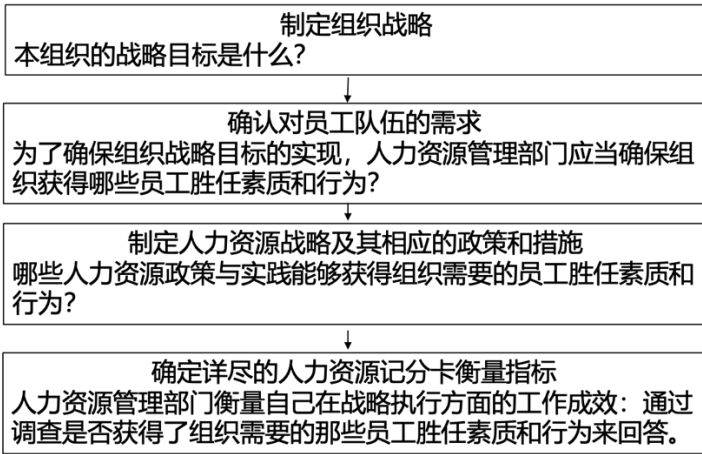 制定组织战略
本组织的战略目标是什么？
确认对员工队伍的需求
为了确保组织战略目标的实现，人力资源管理部门应当确保组
织获得哪些员工胜任素质和行为？
制定人力资源战略及其相应的政策和措施
哪些人力资源政策与实践能够获得组织需要的员工胜任素质和
行为？
确定详尽的人力资源记分卡衡量指标
人力资源管理部门衡量自己在战略执行方面的工作成效：通过
调查是否获得了组织需要的那些员工胜任素质和行为来回答。